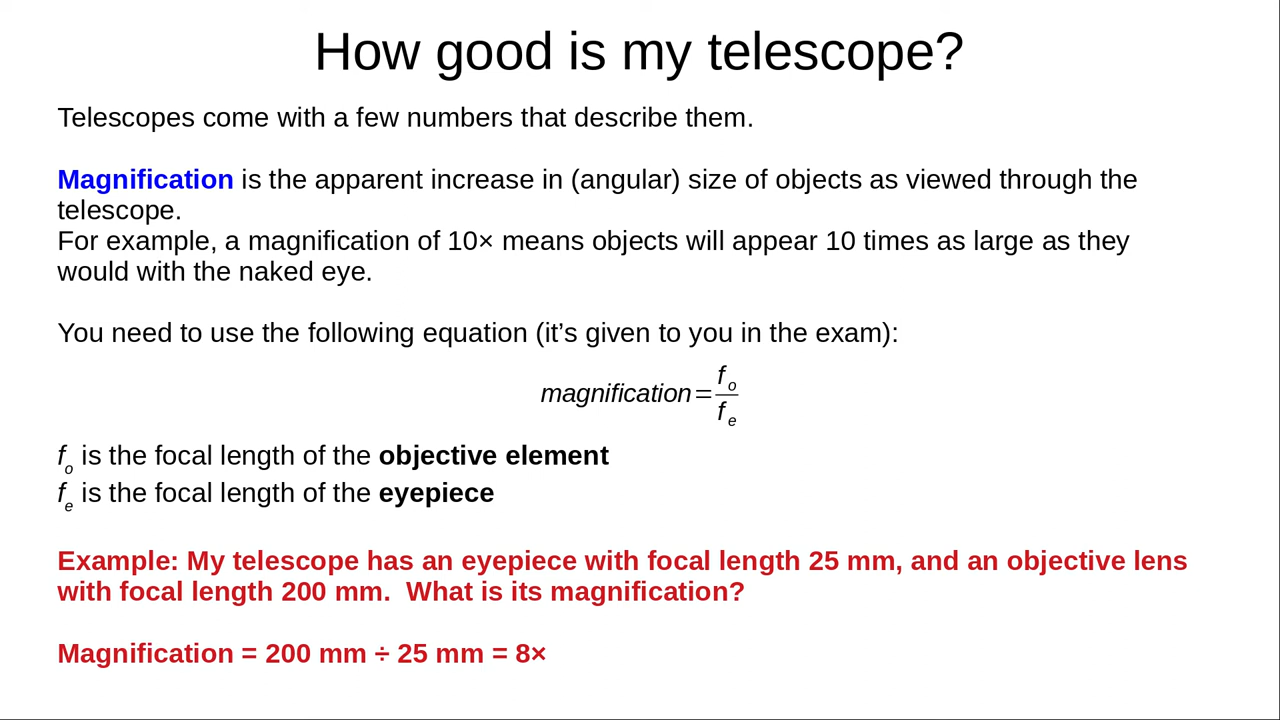 How good is my telescope?
Telescopes come with a few numbers that describe them.
Magnification is the apparent increase in (angular) size of objects as viewed through the
telescope.
For example, a magnification of 10× means objects will appear 10 times as large as they
would with the naked eye.
You need to use the following equation (it’s given to you in the exam):
magnification = f_o / f_e
f_o is the focal length of the objective element
f_e is the focal length of the eyepiece
Example: My telescope has an eyepiece with focal length 25 mm, and an objective lens
with focal length 200 mm.  What is its magnification?
Magnification = 200 mm ÷ 25 mm = 8×